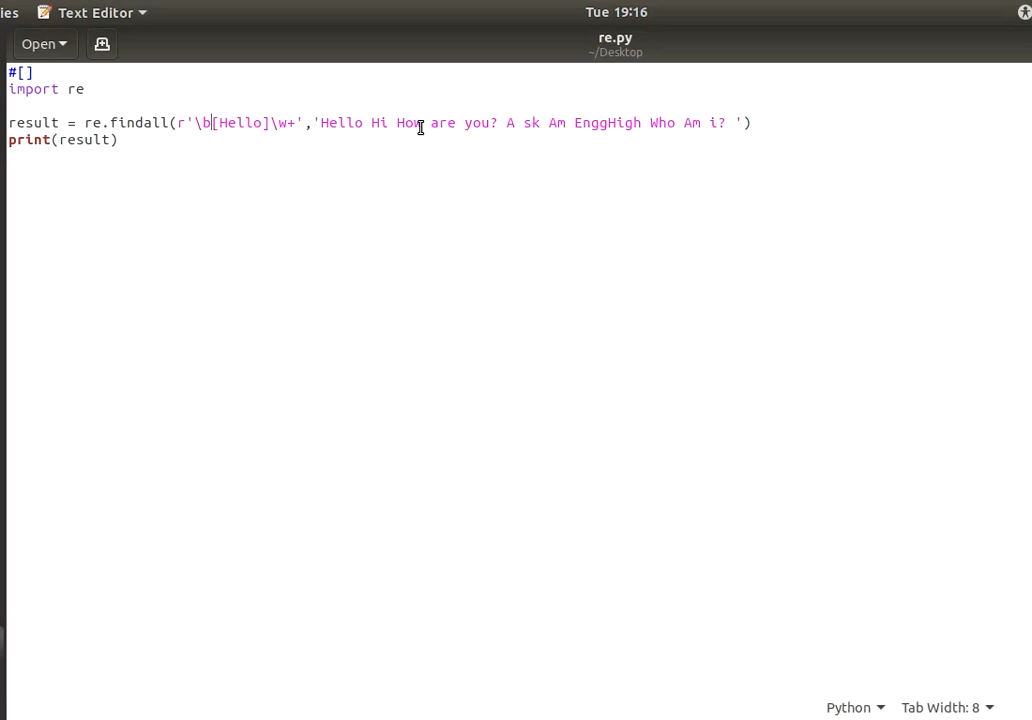 ies Text Editor Tue 19:16
Open re.py
~/Desktop
#[]
import re
result = re.findall(r'\b[Hello]\w+','Hello Hi How are you? A sk Am EnggHigh Who Am i? ')
print(result)
Python Tab Width: 8